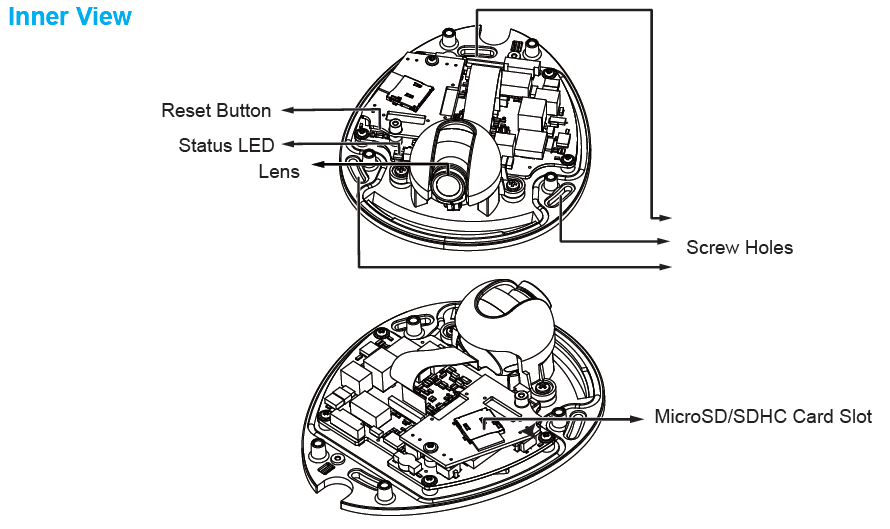 Inner View
Reset Button
Status LED
Lens
Screw Holes
MicroSD/SDHC Card Slot